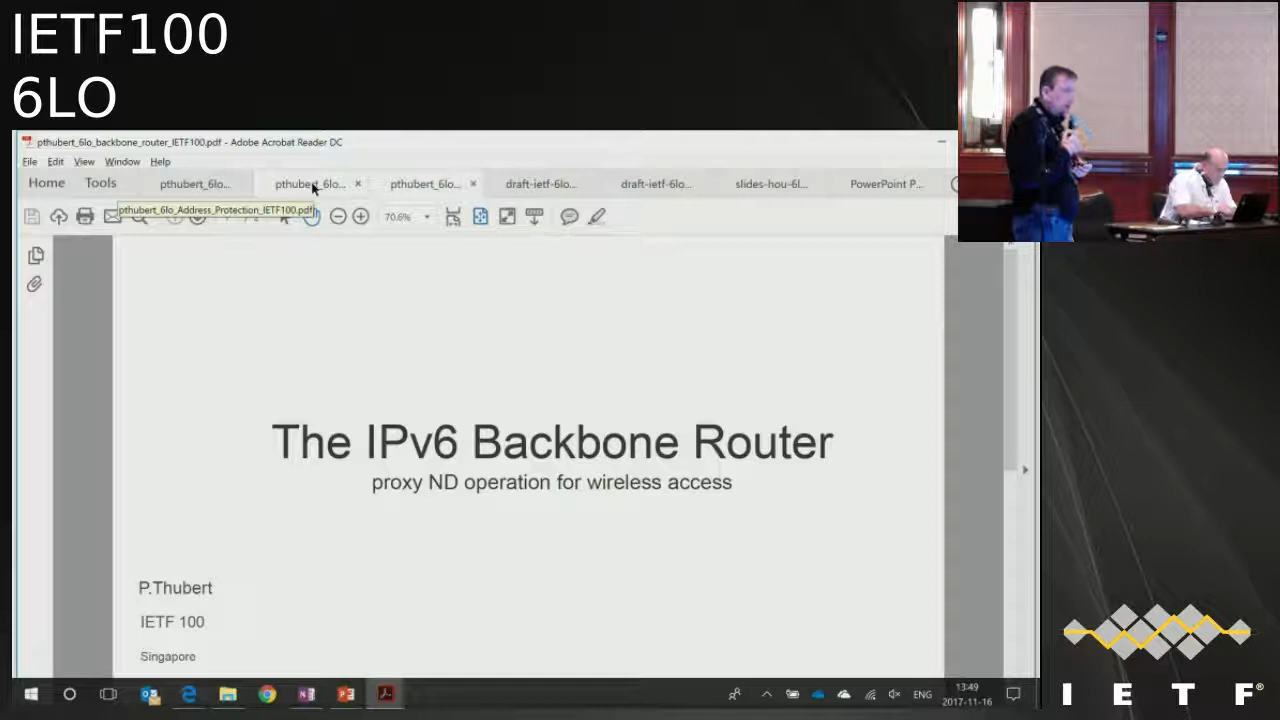 IETF100
6LO
pthubert_6lo_backbone_router_IETF100.pdf - Adobe Acrobat Reader DC
File Edit View Window Help
Home Tools pthubert_6lo... pthubert_6lo... pthubert_6lo... draft-ietf-6lo... draft-ietf-6lo... slides-hou-6l... PowerPoint P...
pthubert_6lo_Address_Protection_IETF100.pdf
70.6%
The IPv6 Backbone Router
proxy ND operation for wireless access
P.Thubert
IETF 100
Singapore
ENG 13:49
2017-11-16
I E T F®